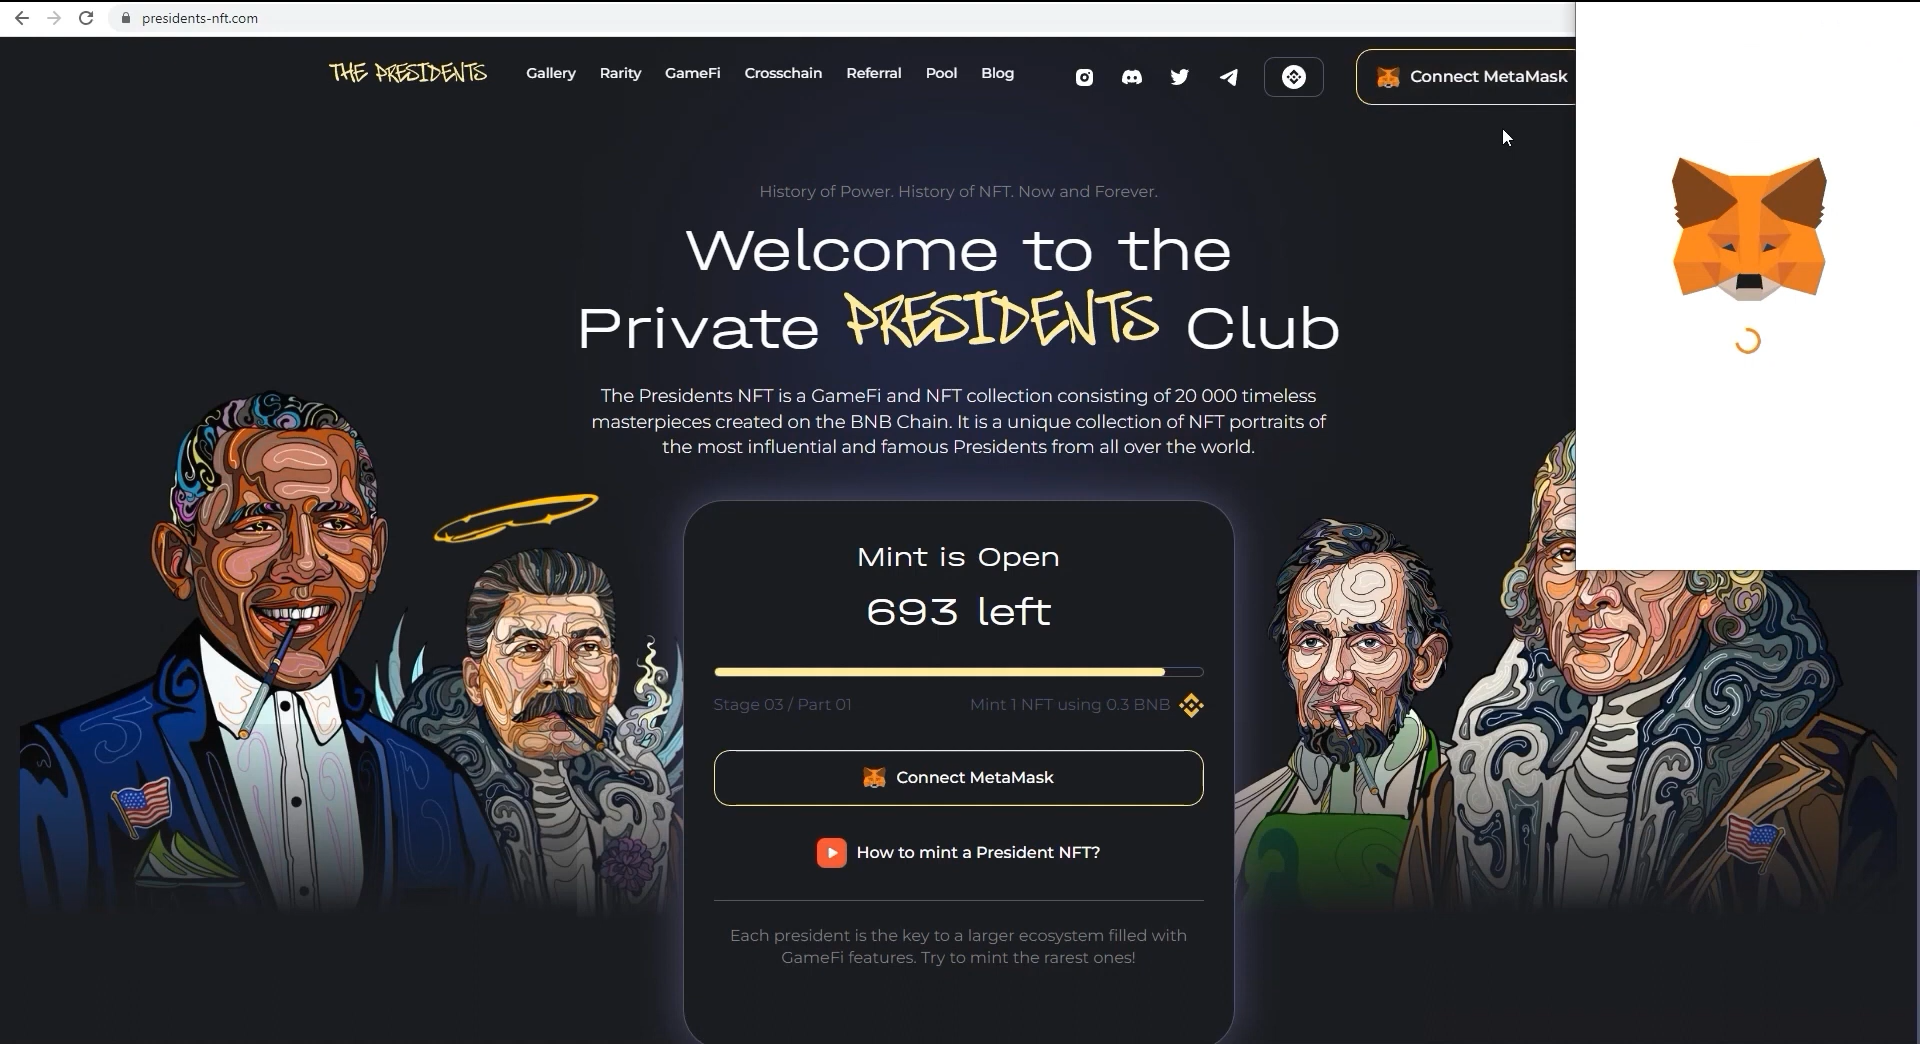 presidents-nft.com
THE PRESIDENTS
Gallery
Rarity
GameFi
Crosschain
Referral
Pool
Blog
Connect MetaMask
History of Power. History of NFT. Now and Forever.
Welcome to the
Private PRESIDENTS Club
The Presidents NFT is a GameFi and NFT collection consisting of 20 000 timeless
masterpieces created on the BNB Chain. It is a unique collection of NFT portraits of
the most influential and famous Presidents from all over the world.
Mint is Open
693 left
Stage 03 / Part 01
Mint 1 NFT using 0.3 BNB
Connect MetaMask
How to mint a President NFT?
Each president is the key to a larger ecosystem filled with
GameFi features. Try to mint the rarest ones!